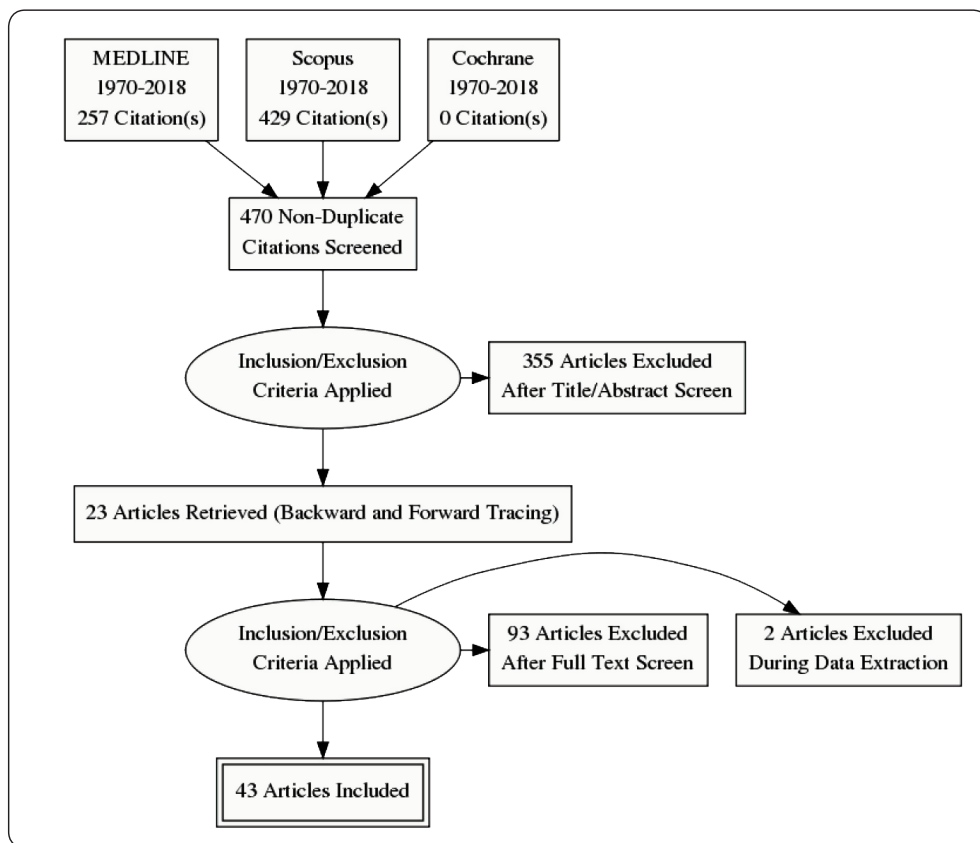 MEDLINE
1970-2018
257 Citation(s)
Scopus
1970-2018
429 Citation(s)
Cochrane
1970-2018
0 Citation(s)
470 Non-Duplicate
Citations Screened
Inclusion/Exclusion
Criteria Applied
355 Articles Excluded
After Title/Abstract Screen
23 Articles Retrieved (Backward and Forward Tracing)
Inclusion/Exclusion
Criteria Applied
93 Articles Excluded
After Full Text Screen
2 Articles Excluded
During Data Extraction
43 Articles Included